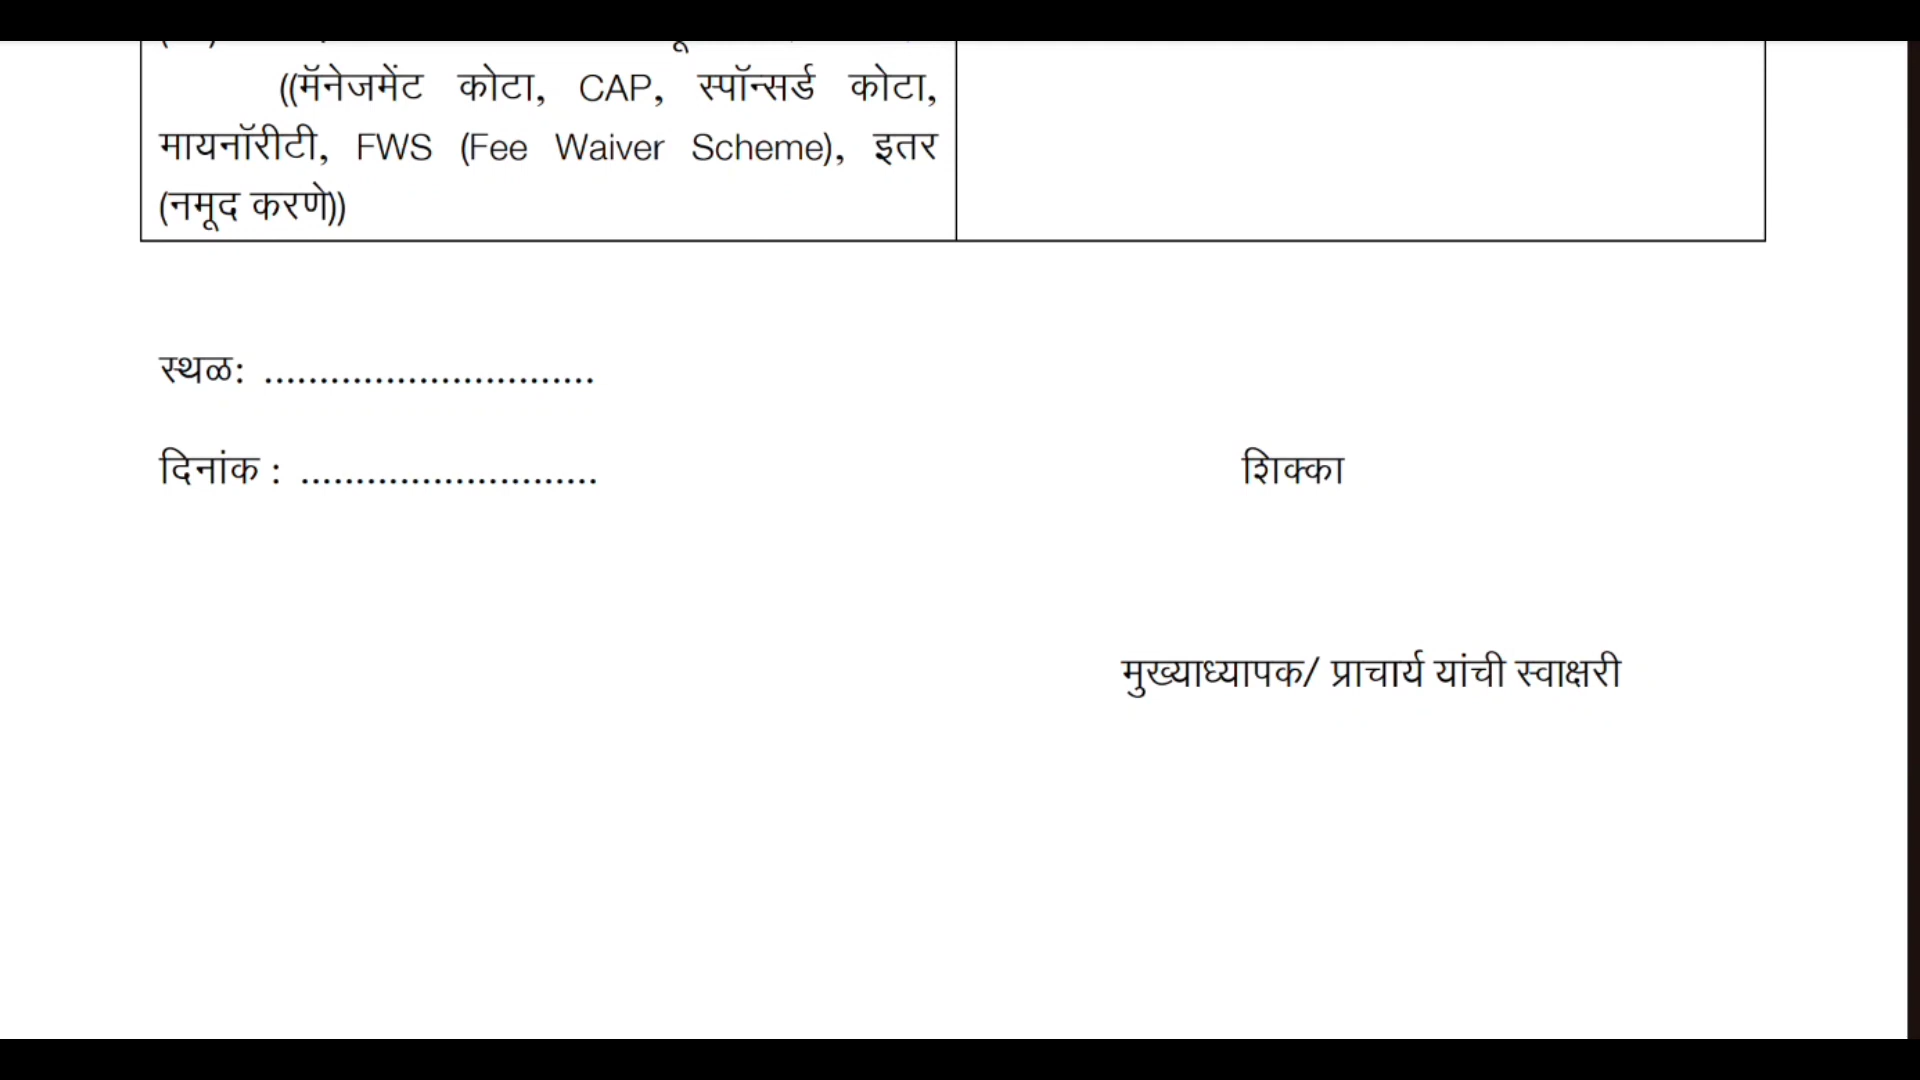 ((मॅनेजमेंट कोटा, CAP, स्पॉन्सर्ड कोटा,
मायनॉरीटी, FWS (Fee Waiver Scheme), इतर
(नमूद करणे))
स्थळ: ..............................
दिनांक : ........................... शिक्का
मुख्याध्यापक/ प्राचार्य यांची स्वाक्षरी